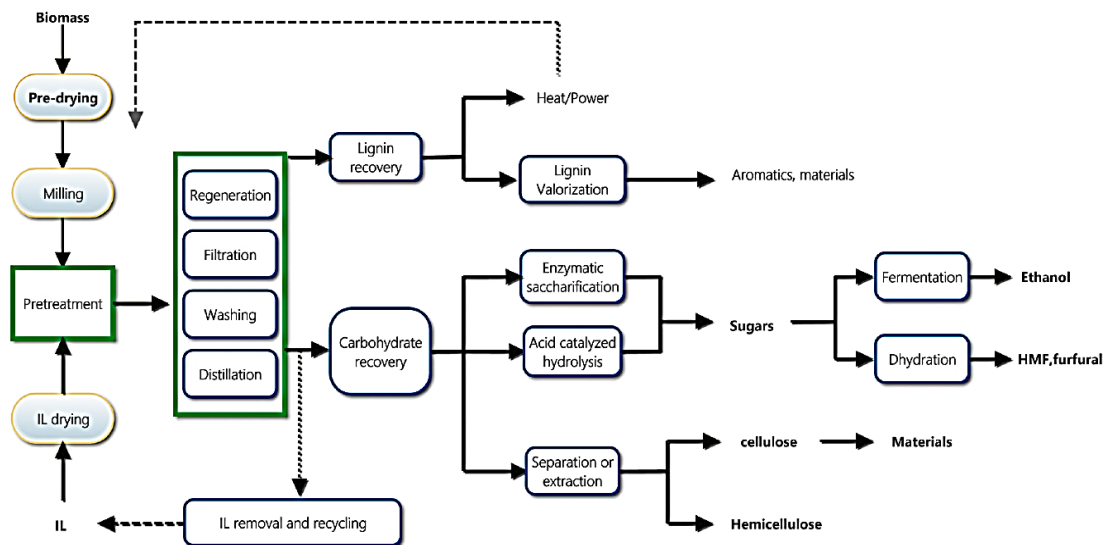 Biomass
Pre-drying
Milling
Pretreatment
IL drying
IL
Regeneration
Filtration
Washing
Distillation
IL removal and recycling
Lignin
recovery
Heat/Power
Lignin
Valorization
Aromatics, materials
Carbohydrate
recovery
Enzymatic
saccharification
Acid catalyzed
hydrolysis
Sugars
Fermentation
Ethanol
Dhydration
HMF,furfural
Separation or
extraction
cellulose
Materials
Hemicellulose